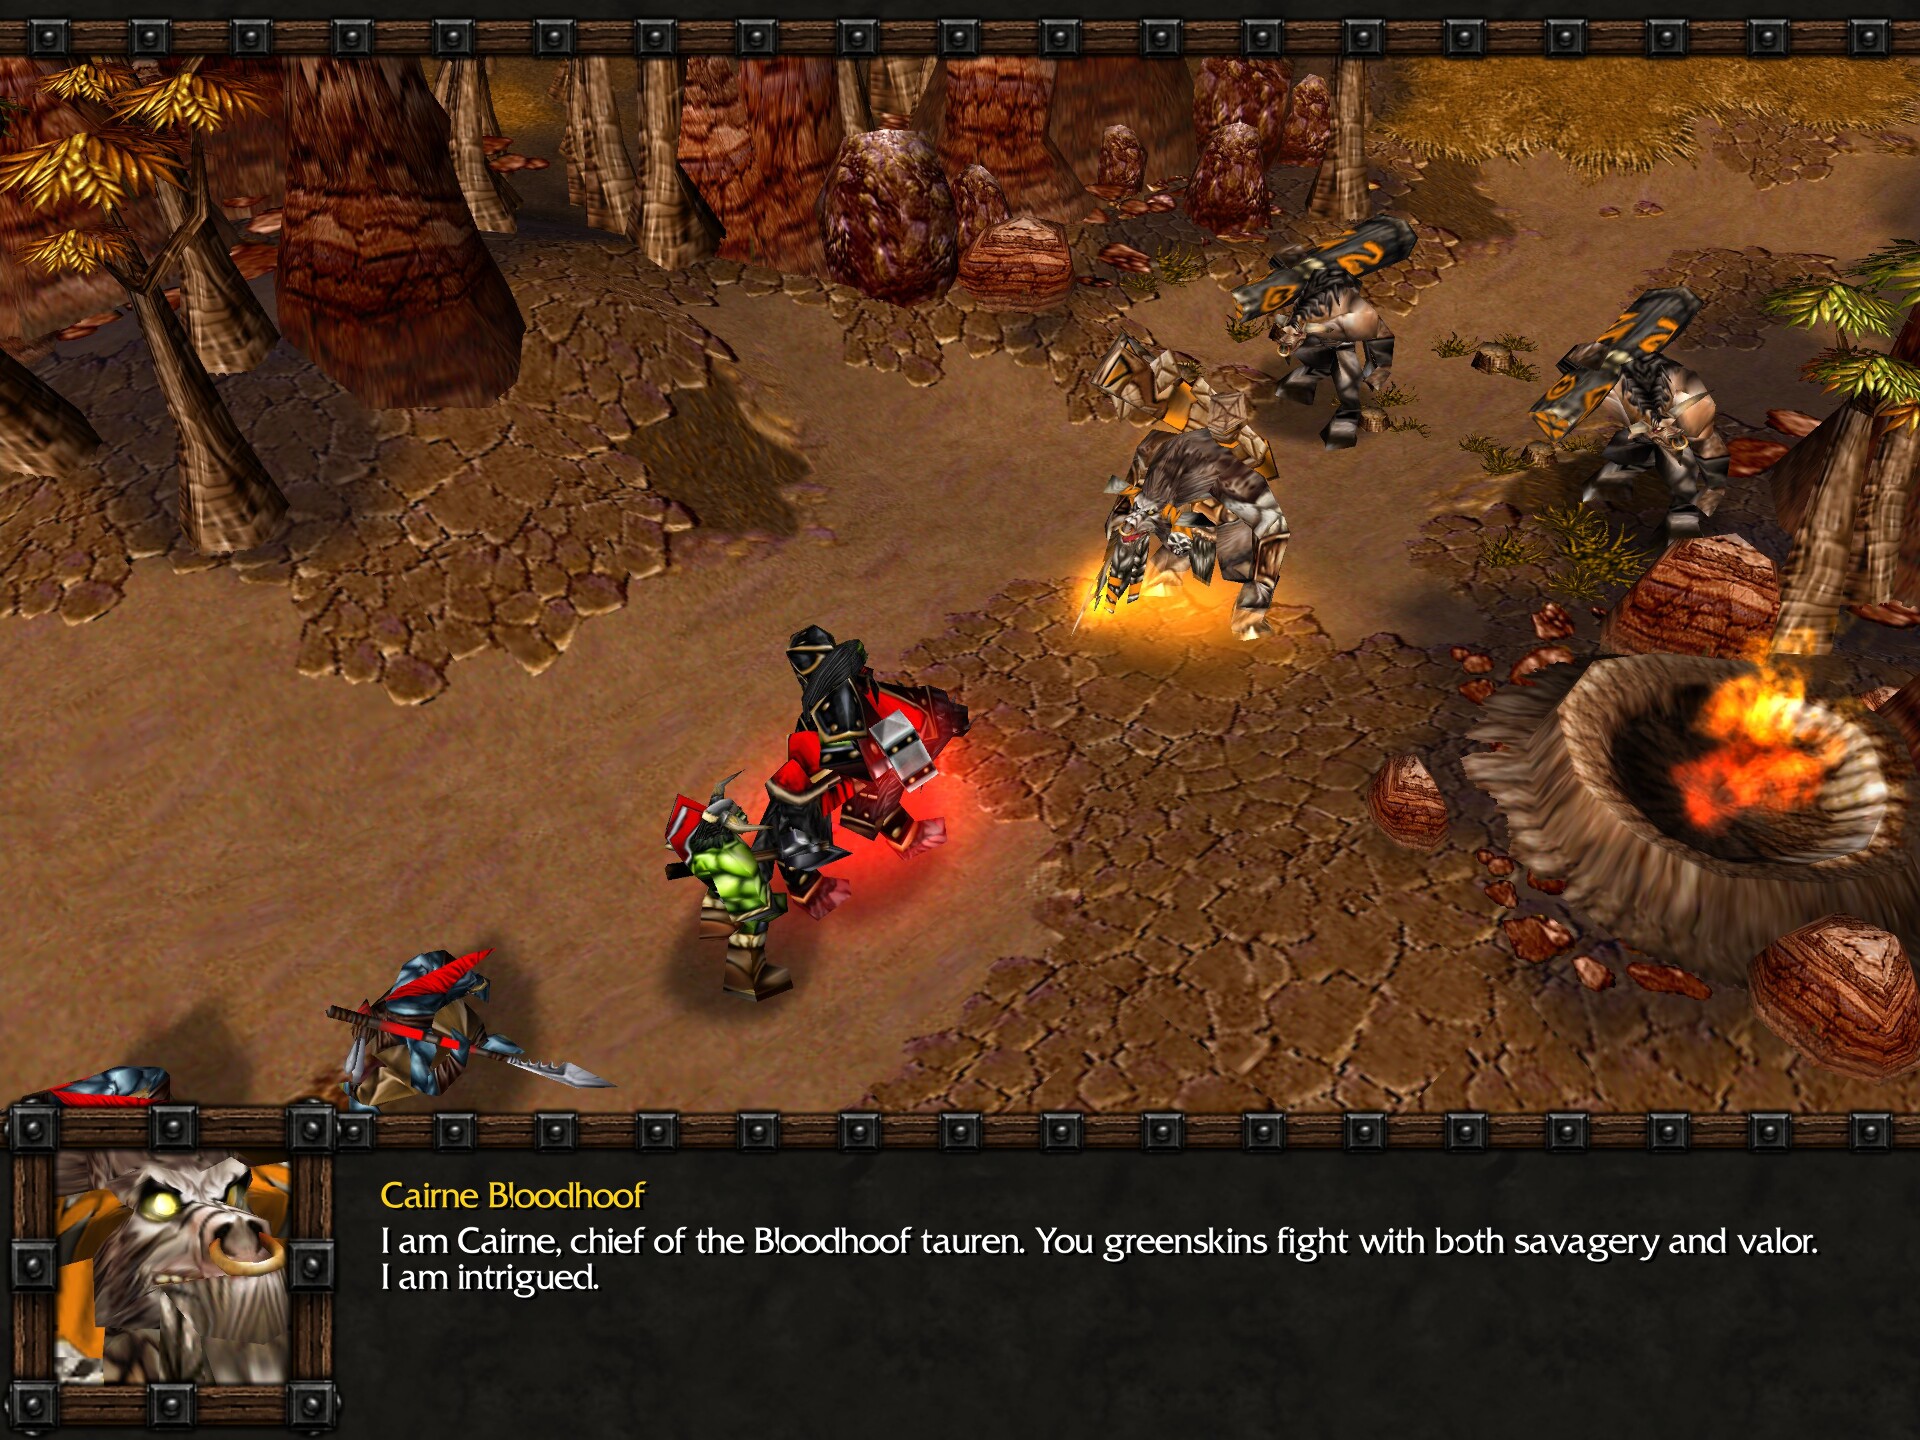 Cairne Bloodhoof
I am Cairne, chief of the Bloodhoof tauren. You greenskins fight with both savagery and valor.
I am intrigued.